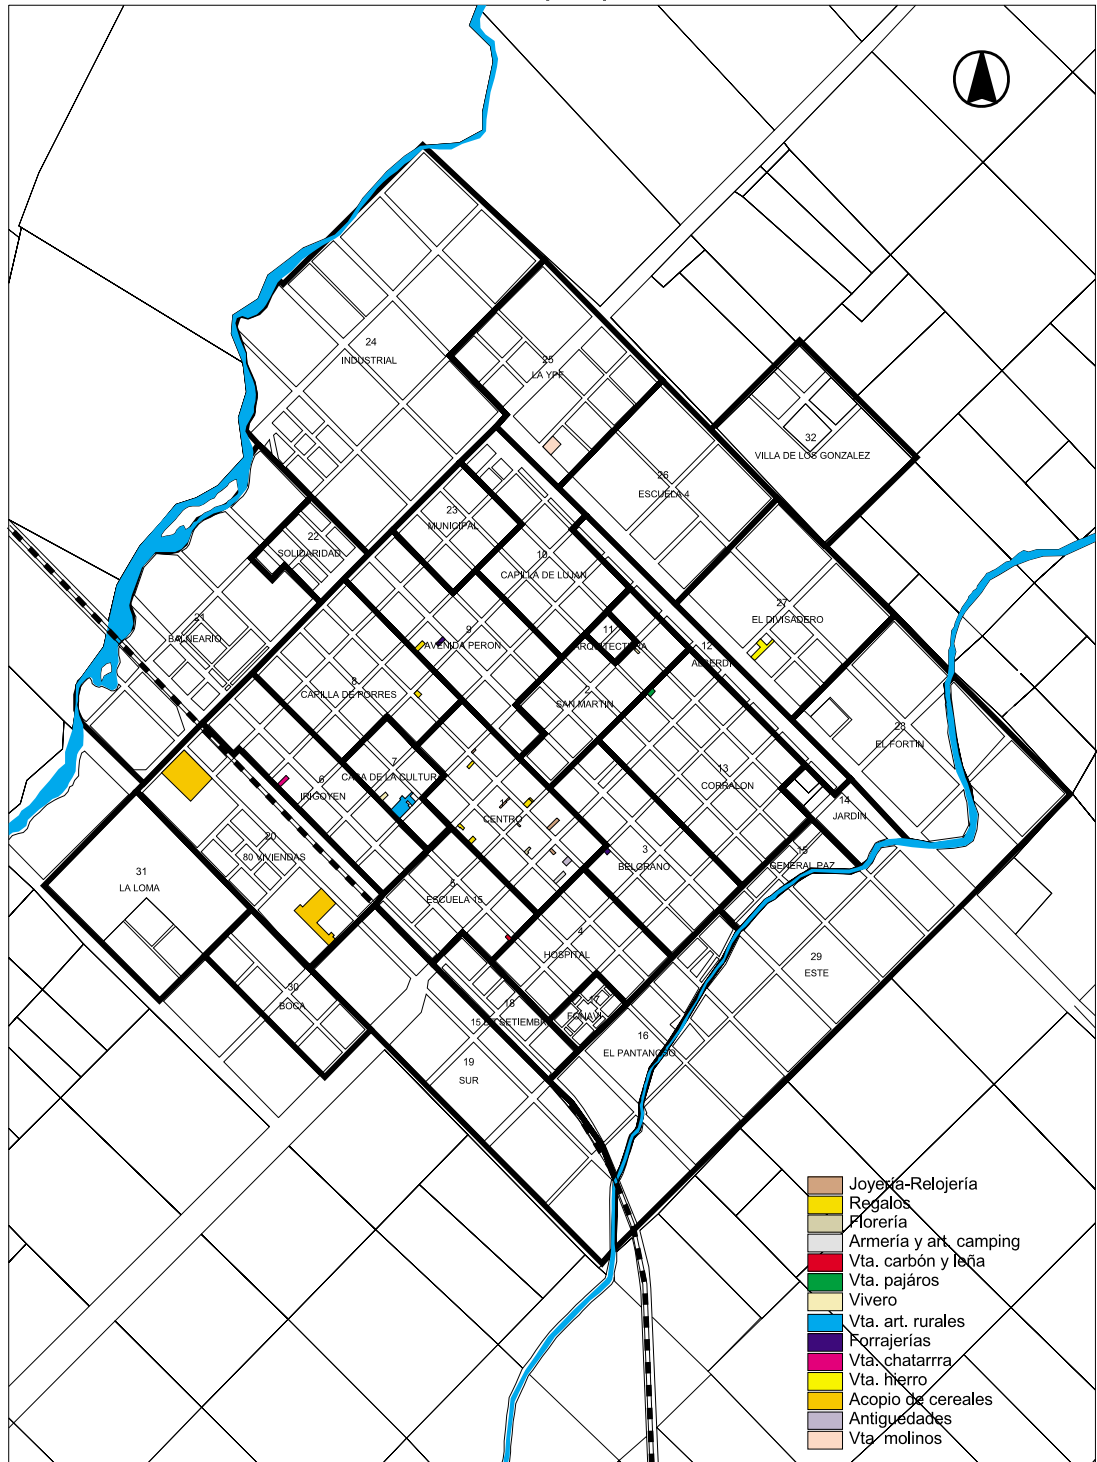 24
INDUSTRIAL
25
LA YPF
32
VILLA DE LOS GONZALEZ
26
ESCUELA 4
23
MUNICIPAL
22
SOLIDARIDAD
10
CAPILLA DE LUJAN
27
EL DIVISADERO
21
BALNEARIO
9
AVENIDA PERON
11
ARQUITECTURA
12
ALBERDI
8
CAPILLA DE PORRES
2
SAN MARTIN
28
EL FORTIN
7
CASA DE LA CULTURA
6
IRIGOYEN
13
CORRALON
1
CENTRO
14
JARDIN
20
80 VIVIENDAS
3
BELGRANO
15
GENERAL PAZ
31
LA LOMA
5
ESCUELA 15
4
HOSPITAL
29
ESTE
30
BOCA
18
15 DE SETIEMBRE
FONAVI
16
EL PANTANOSO
19
SUR
Joyería-Relojería
Regalos
Florería
Armería y art. camping
Vta. carbón y leña
Vta. pajáros
Vivero
Vta. art. rurales
Forrajerías
Vta. chatarrra
Vta. hierro
Acopio de cereales
Antiguedades
Vta molinos